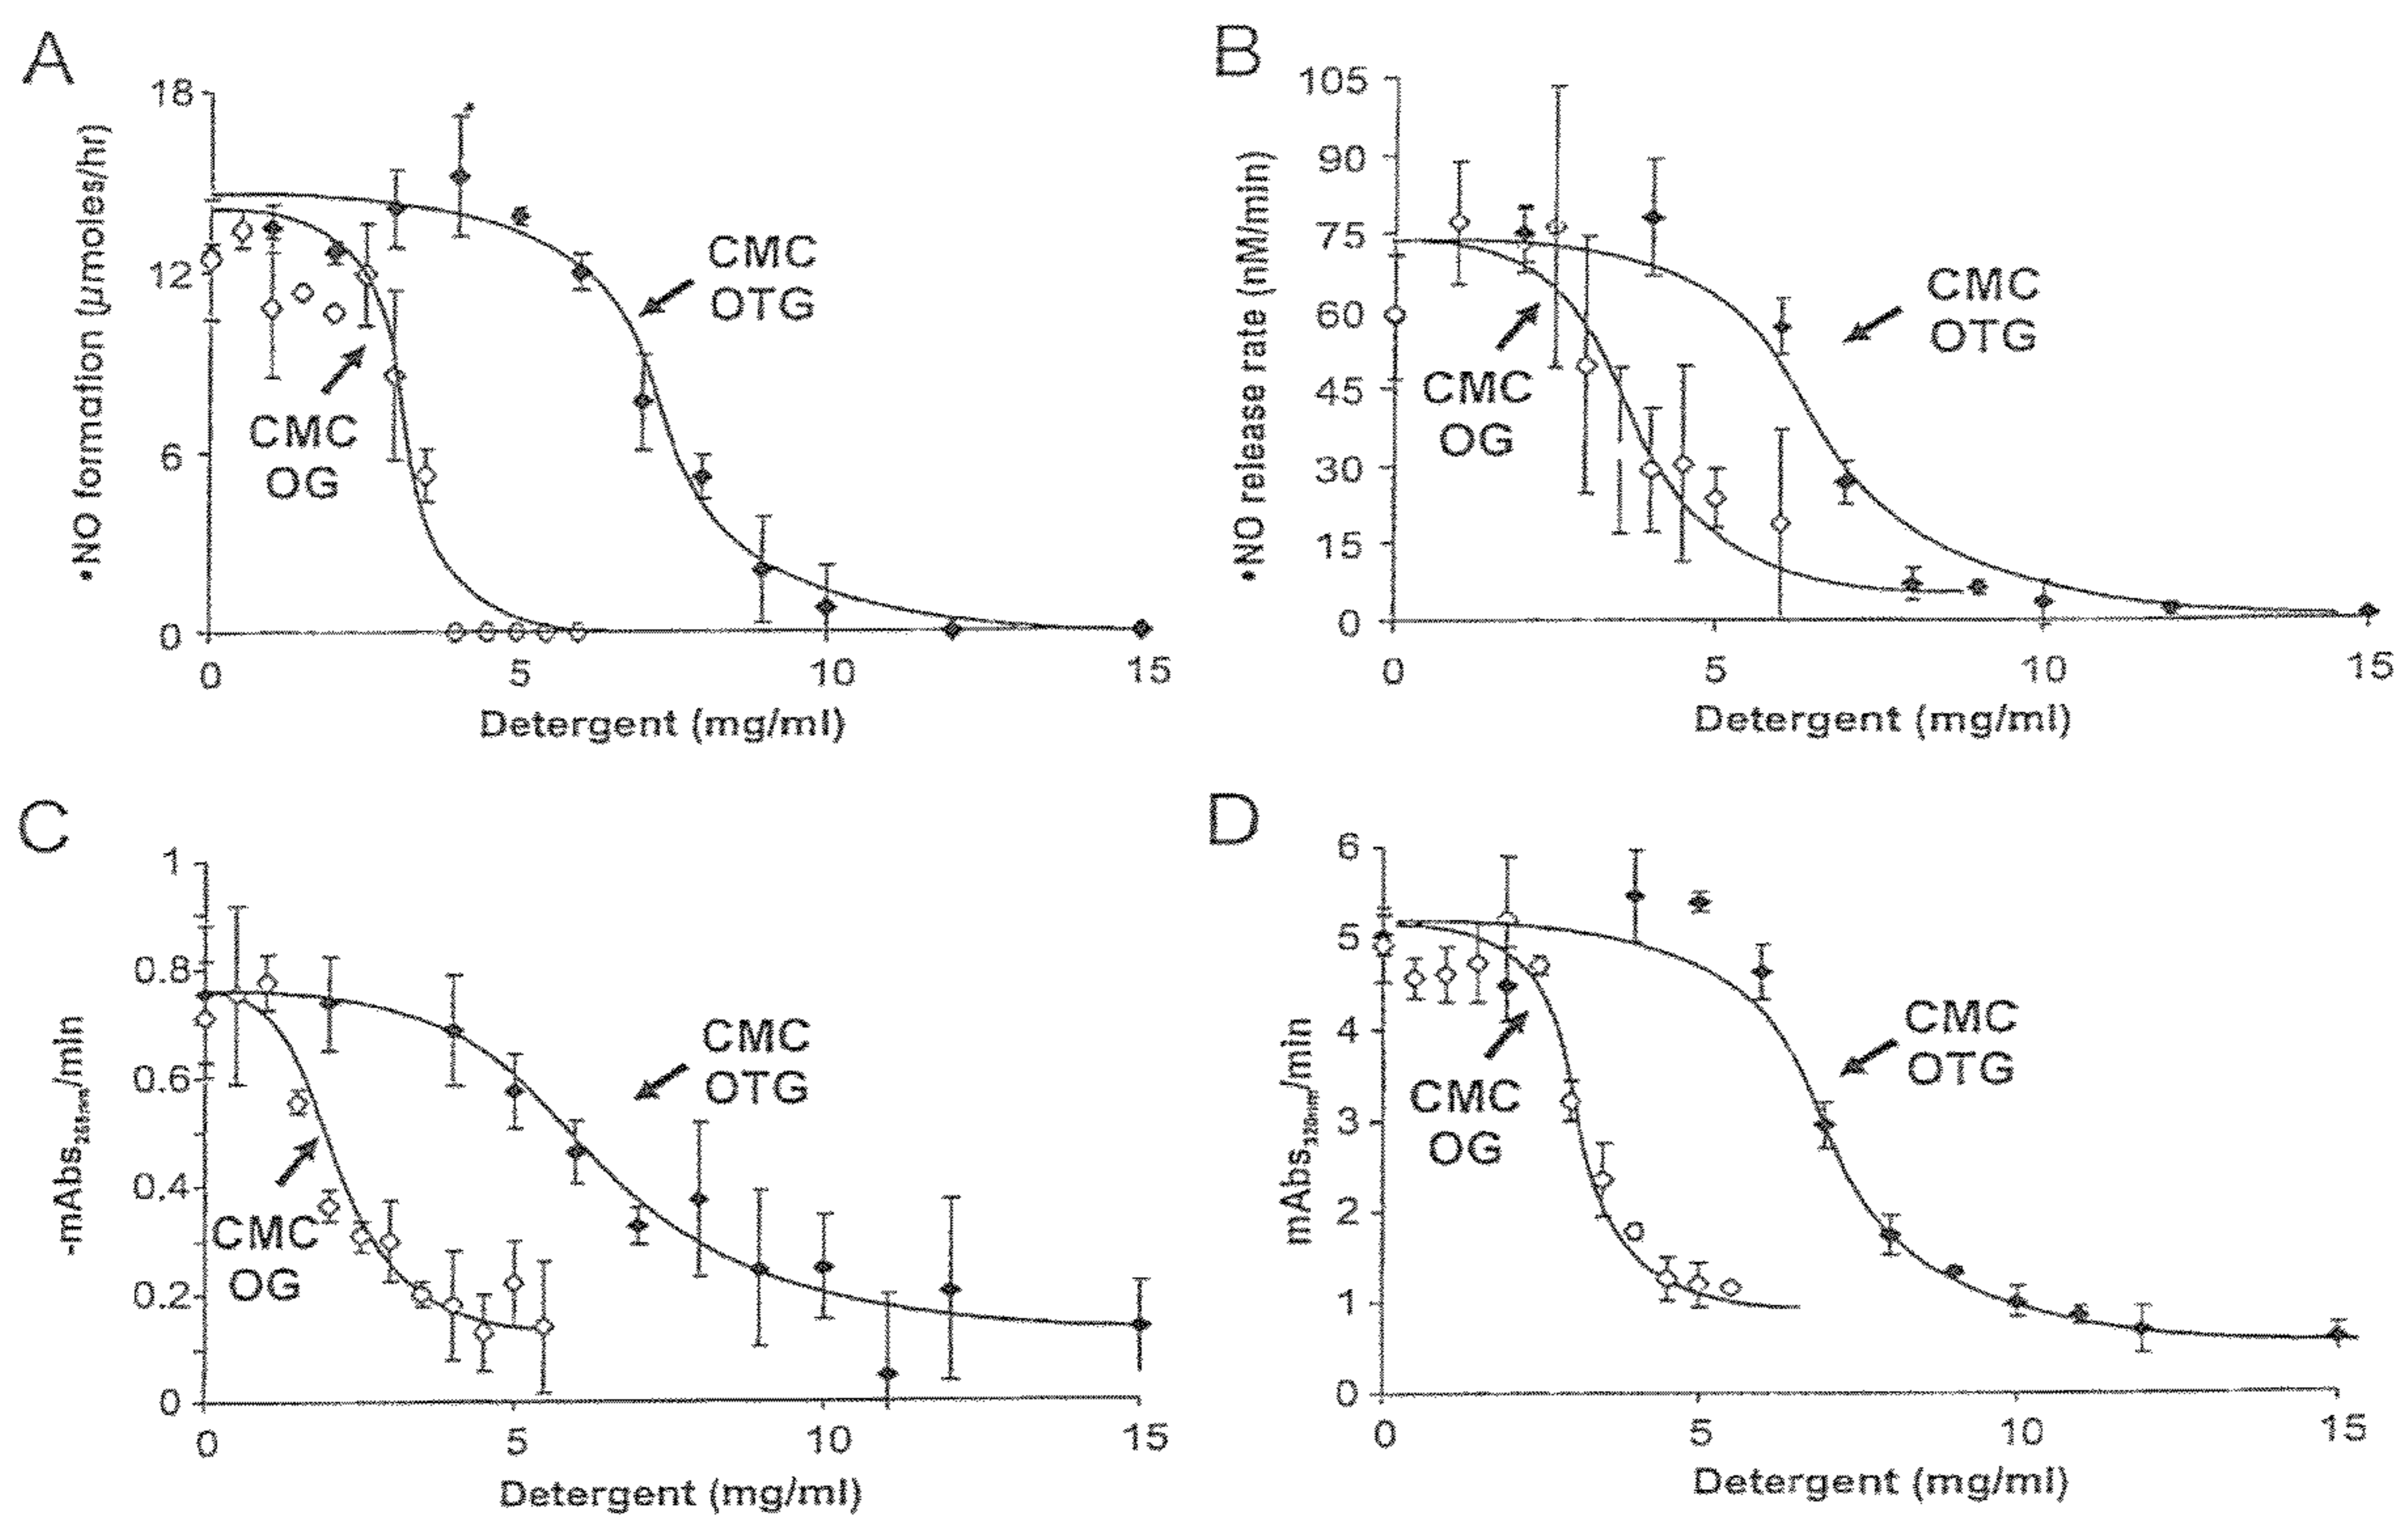 A
•NO formation (µmoles/hr)
18
12
6
0
0
5
10
15
CMC
OTG
CMC
OG
*
Detergent (mg/ml)
B
•NO release rate (nM/min)
105
90
75
60
45
30
15
0
0
5
10
15
CMC
OTG
CMC
OG
Detergent (mg/ml)
C
1
0.8
0.6
0.4
0.2
0
0
5
10
15
CMC
OTG
CMC
OG
Detergent (mg/ml)
D
mAbs320nm/min
6
5
4
3
2
1
0
0
5
10
15
CMC
OTG
CMC
OG
Detergent (mg/ml)